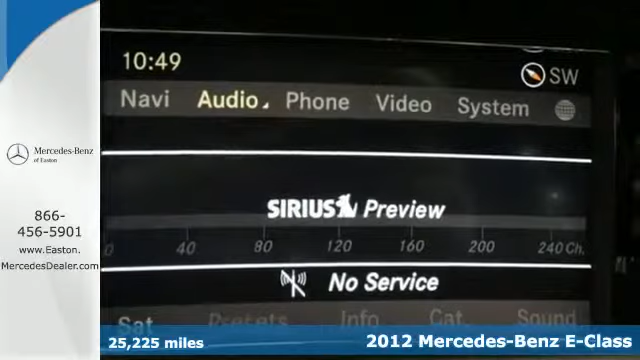 10:49
SW
Navi Audio Phone Video System
SIRIUS Preview
0 40 80 120 160 200 240 Ch.
No Service
Sat Presets Info Cat. Sound
Mercedes-Benz
of Easton
866-
456-5901
www.Easton.
MercedesDealer.com
25,225 miles
2012 Mercedes-Benz E-Class